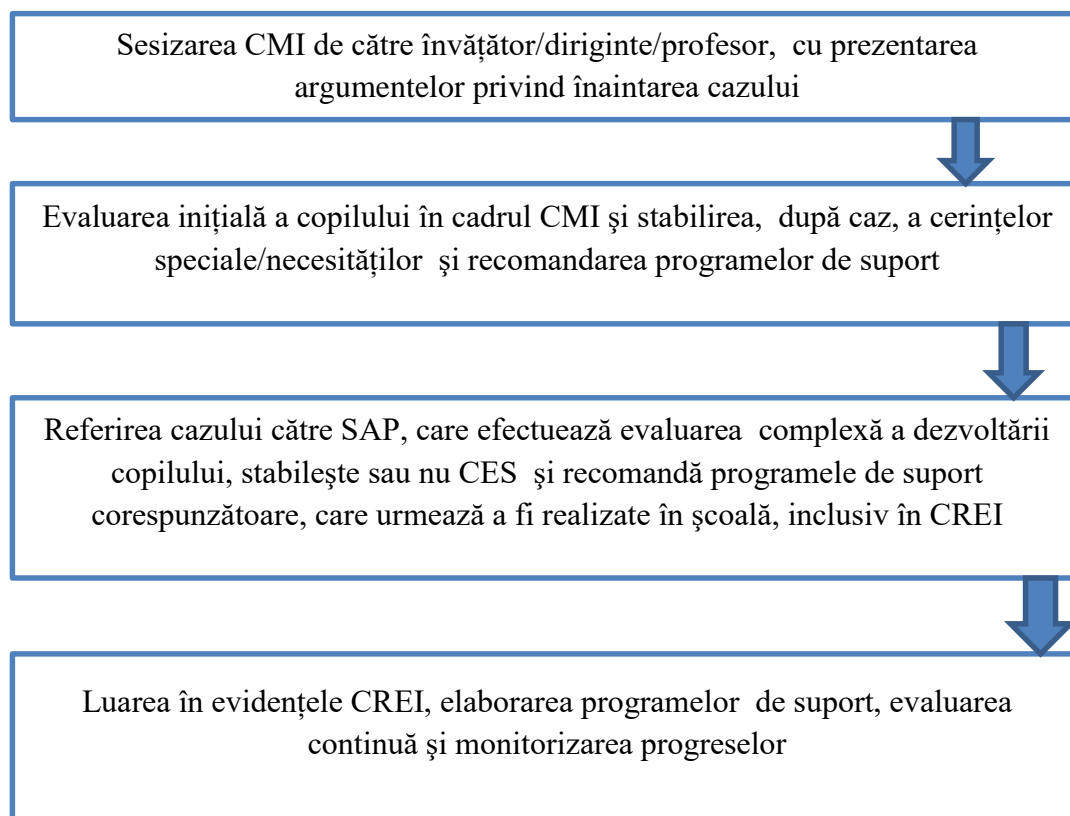 Sesizarea CMI de către învățător/diriginte/profesor,  cu prezentarea
argumentelor privind înaintarea cazului
Evaluarea inițială a copilului în cadrul CMI şi stabilirea,  după caz, a cerințelor
speciale/necesităților  şi recomandarea programelor de suport
Referirea cazului către SAP, care efectuează evaluarea  complexă a dezvoltării
copilului, stabileşte sau nu CES  şi recomandă programele de suport
corespunzătoare, care urmează a fi realizate în şcoală, inclusiv în CREI
Luarea în evidențele CREI, elaborarea programelor  de suport, evaluarea
continuă şi monitorizarea progreselor